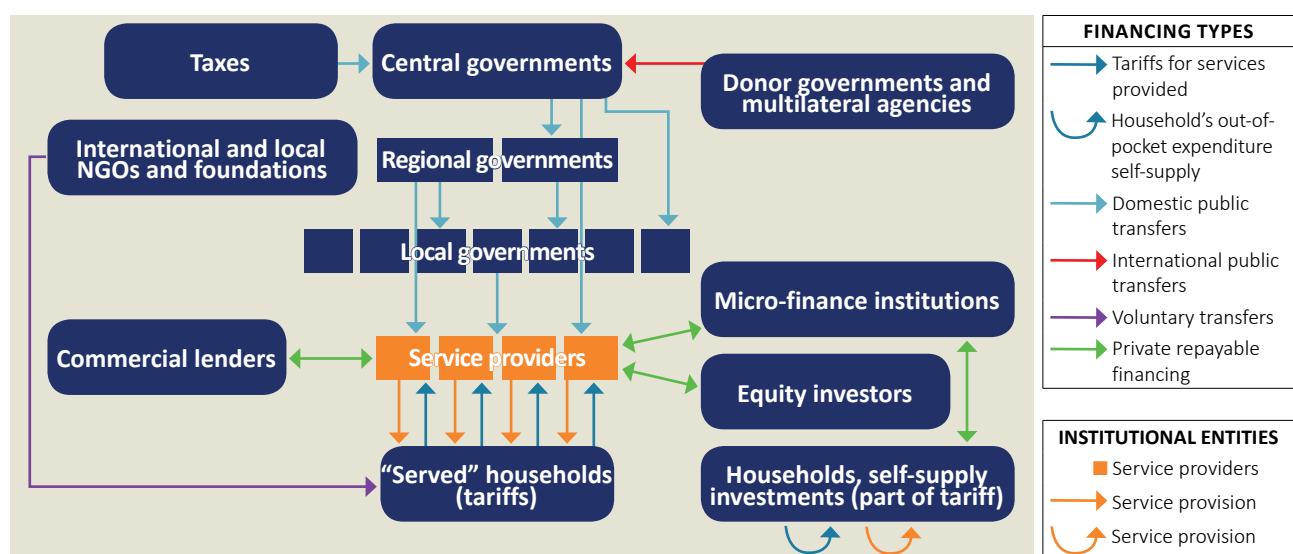 Taxes
Central governments
Donor governments and
multilateral agencies
International and local
NGOs and foundations
Regional governments
Local governments
Micro-finance institutions
Commercial lenders
Service providers
Equity investors
“Served” households
(tariffs)
Households, self-supply
investments (part of tariff)
FINANCING TYPES
Tariffs for services
provided
Household’s out-of-
pocket expenditure
self-supply
Domestic public
transfers
International public
transfers
Voluntary transfers
Private repayable
financing
INSTITUTIONAL ENTITIES
Service providers
Service provision
Service provision